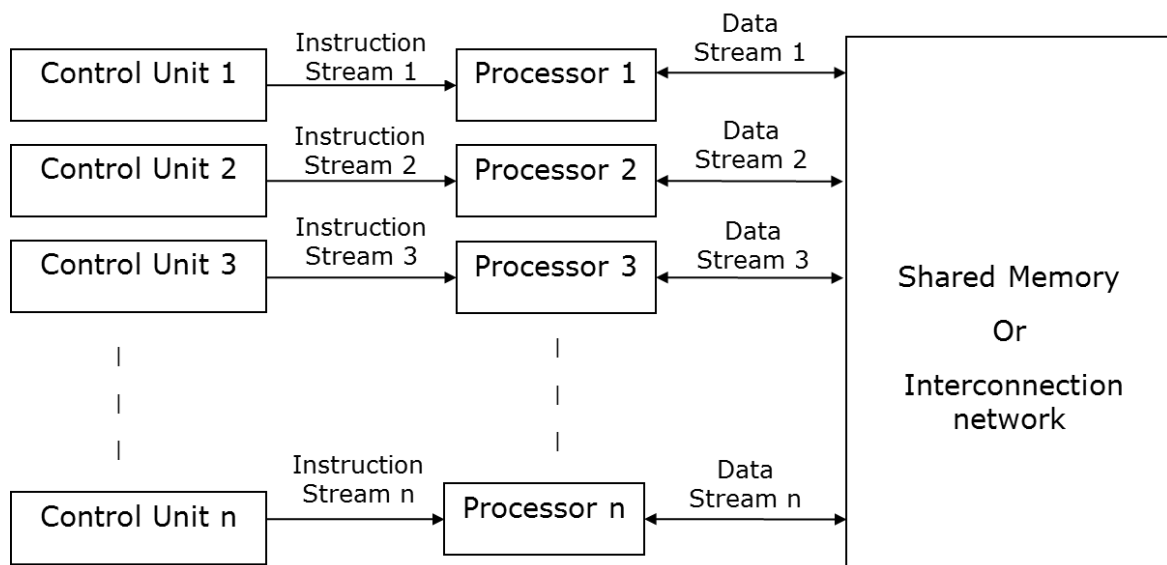 Control Unit 1
Instruction
Stream 1
Processor 1
Data
Stream 1
Control Unit 2
Instruction
Stream 2
Processor 2
Data
Stream 2
Control Unit 3
Instruction
Stream 3
Processor 3
Data
Stream 3
Shared Memory
Or
Interconnection
network
Control Unit n
Instruction
Stream n
Processor n
Data
Stream n